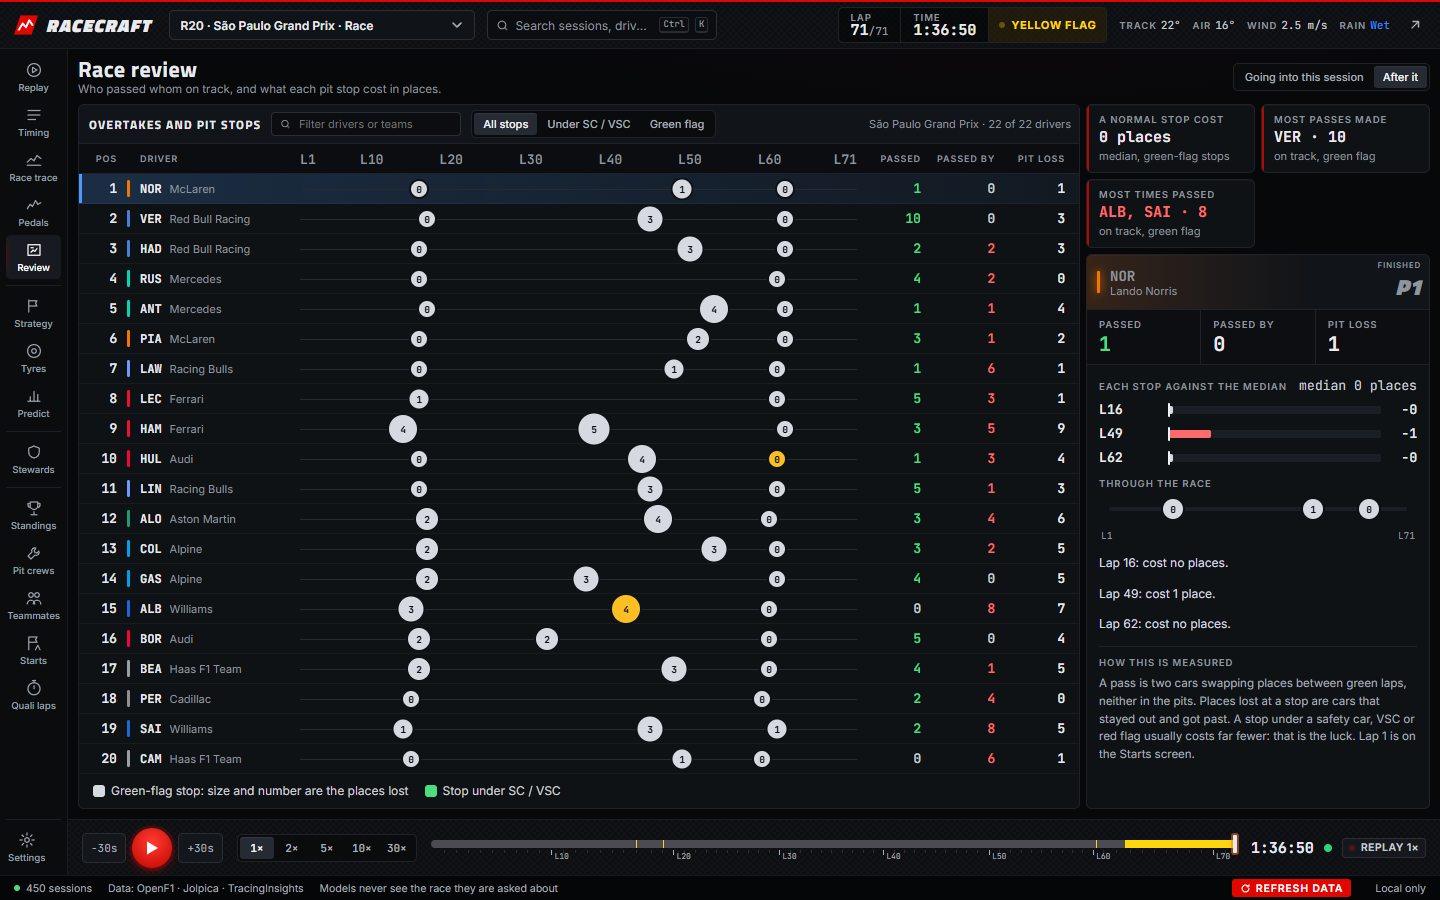 RACECRAFT
R20 · São Paulo Grand Prix · Race
Search sessions, driv... Ctrl K
LAP 71/71
TIME 1:36:50
YELLOW FLAG
TRACK 22° AIR 16° WIND 2.5 m/s RAIN Wet
Replay
Timing
Race trace
Pedals
Review
Strategy
Tyres
Predict
Stewards
Standings
Pit crews
Teammates
Starts
Quali laps
Settings
Race review
Who passed whom on track, and what each pit stop cost in places.
Going into this session After it
OVERTAKES AND PIT STOPS Filter drivers or teams All stops Under SC / VSC Green flag São Paulo Grand Prix · 22 of 22 drivers
POS DRIVER L1 L10 L20 L30 L40 L50 L60 L71 PASSED PASSED BY PIT LOSS
1 NOR McLaren 0 1 0 1 0 1
2 VER Red Bull Racing 0 3 0 10 0 3
3 HAD Red Bull Racing 0 3 0 2 2 3
4 RUS Mercedes 0 0 4 2 0
5 ANT Mercedes 0 4 0 1 1 4
6 PIA McLaren 0 2 0 3 1 2
7 LAW Racing Bulls 0 1 0 1 6 1
8 LEC Ferrari 1 0 5 3 1
9 HAM Ferrari 4 5 0 3 5 9
10 HUL Audi 0 4 0 1 3 4
11 LIN Racing Bulls 0 3 0 5 1 3
12 ALO Aston Martin 2 4 0 3 4 6
13 COL Alpine 2 3 0 3 2 5
14 GAS Alpine 2 3 0 4 0 5
15 ALB Williams 3 4 0 0 8 7
16 BOR Audi 2 2 0 5 0 4
17 BEA Haas F1 Team 2 3 0 4 1 5
18 PER Cadillac 0 0 2 4 0
19 SAI Williams 1 3 1 2 8 5
20 CAM Haas F1 Team 0 1 0 0 6 1
Green-flag stop: size and number are the places lost Stop under SC / VSC
A NORMAL STOP COST
0 places
median, green-flag stops
MOST PASSES MADE
VER · 10
on track, green flag
MOST TIMES PASSED
ALB, SAI · 8
on track, green flag
NOR
Lando Norris
FINISHED
P1
PASSED 1
PASSED BY 0
PIT LOSS 1
EACH STOP AGAINST THE MEDIAN median 0 places
L16 -0
L49 -1
L62 -0
THROUGH THE RACE
0 1 0
L1 L71
Lap 16: cost no places.
Lap 49: cost 1 place.
Lap 62: cost no places.
HOW THIS IS MEASURED
A pass is two cars swapping places between green laps,
neither in the pits. Places lost at a stop are cars that
stayed out and got past. A stop under a safety car, VSC or
red flag usually costs far fewer: that is the luck. Lap 1 is on
the Starts screen.
-30s +30s 1× 2× 5× 10× 30× 1:36:50 REPLAY 1×
L10 L20 L30 L40 L50 L60 L70
450 sessions Data: OpenF1 · Jolpica · TracingInsights Models never see the race they are asked about REFRESH DATA Local only